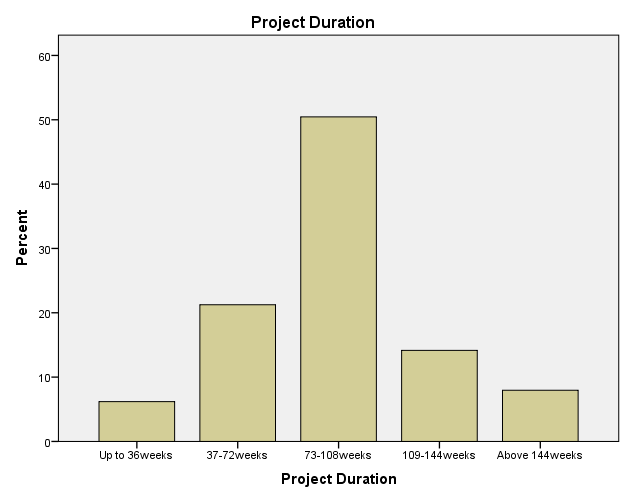 Project Duration
60
50
40
30
20
10
0
Percent
Up to 36weeks
37-72weeks
73-108weeks
109-144weeks
Above 144weeks
Project Duration